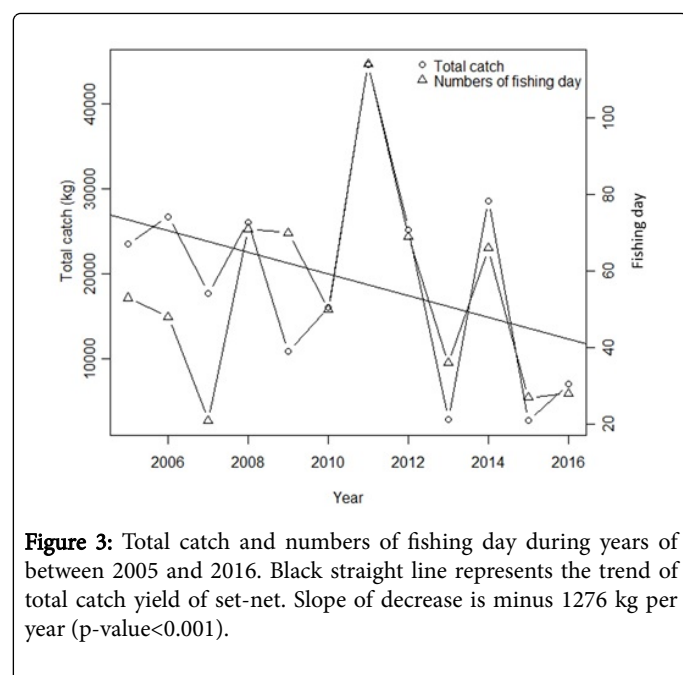 Total catch
Numbers of fishing day
40000
30000
20000
10000
Total catch (kg)
100
80
60
40
20
Fishing day
2006 2008 2010 2012 2014 2016
Year
Figure 3: Total catch and numbers of fishing day during years of
between 2005 and 2016. Black straight line represents the trend of
total catch yield of set-net. Slope of decrease is minus 1276 kg per
year (p-value<0.001).